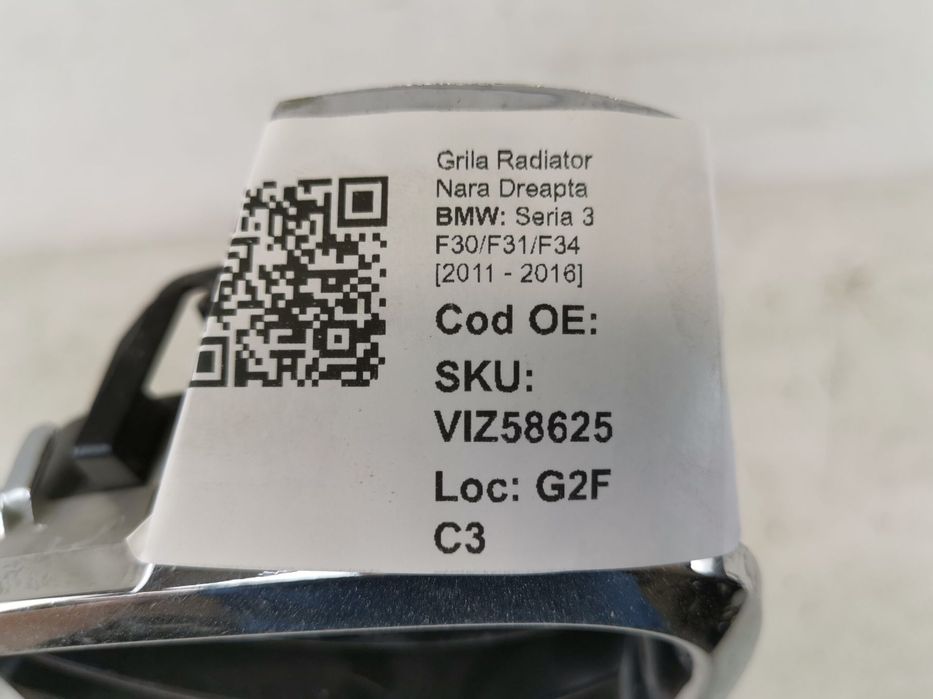 Grila Radiator
Nara Dreapta
BMW: Seria 3
F30/F31/F34
[2011 - 2016]
Cod OE:
SKU:
VIZ58625
Loc: G2F
C3